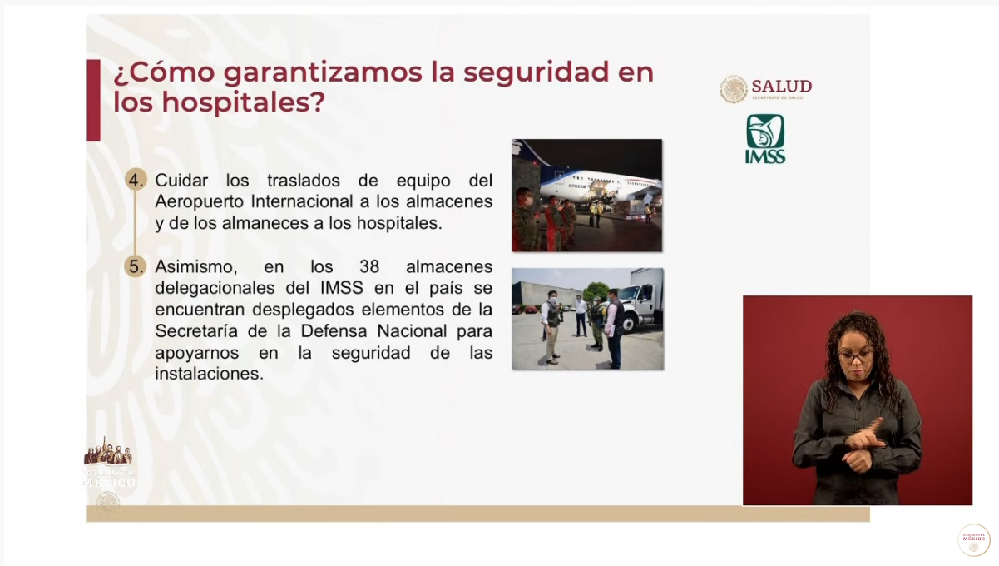 ¿Cómo garantizamos la seguridad en
los hospitales?
SALUD
SECRETARÍA DE SALUD
IMSS
4. Cuidar los traslados de equipo del
Aeropuerto Internacional a los almacenes
y de los almaneces a los hospitales.
5. Asimismo, en los 38 almacenes
delegacionales del IMSS en el país se
encuentran desplegados elementos de la
Secretaría de la Defensa Nacional para
apoyarnos en la seguridad de las
instalaciones.
GOBIERNO DE
MÉXICO
GOBIERNO DE
MÉXICO